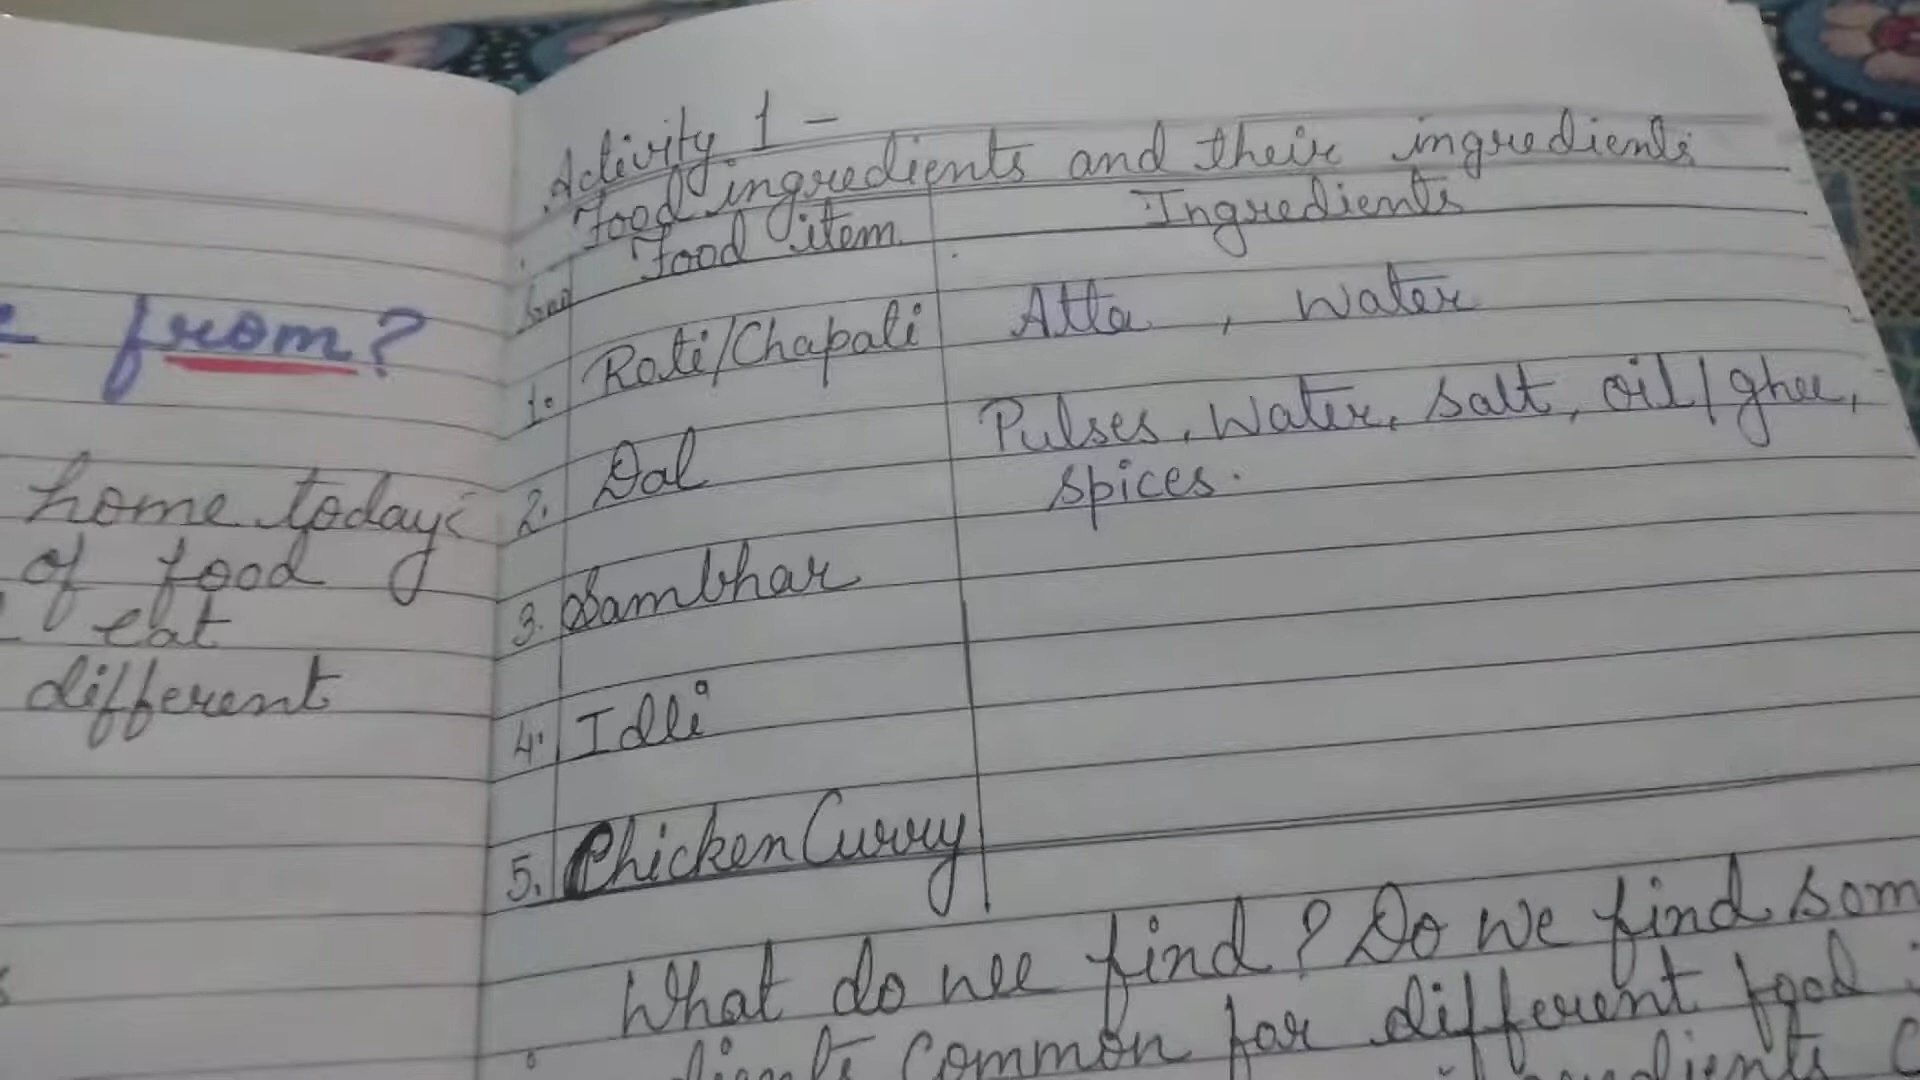 from?
home today:
of food
eat
different
Activity 1 -
Food ingredients and their ingredients
Food item Ingredients
1. Roti/Chapati Atta, Water
2. Dal Pulses, Water, Salt, oil/ghee,
spices.
3. Sambhar
4. Idli
5. Chicken Curry
What do we find? Do we find som
common for different food